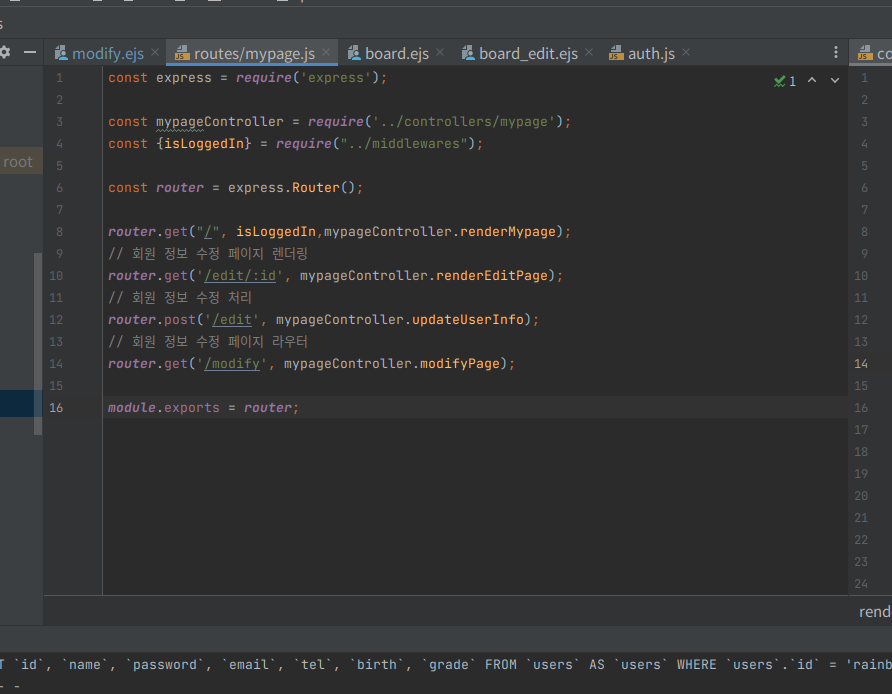 s
modify.ejs routes/mypage.js board.ejs board_edit.ejs auth.js co
1 const express = require('express'); 1 1
2 2
3 const mypageController = require('../controllers/mypage'); 3
4 const {isLoggedIn} = require("../middlewares"); 4
root
5 5
6 const router = express.Router(); 6
7 7
8 router.get("/", isLoggedIn,mypageController.renderMypage); 8
9 // 회원 정보 수정 페이지 렌더링 9
10 router.get('/edit/:id', mypageController.renderEditPage); 10
11 // 회원 정보 수정 처리 11
12 router.post('/edit', mypageController.updateUserInfo); 12
13 // 회원 정보 수정 페이지 라우터 13
14 router.get('/modify', mypageController.modifyPage); 14
15 15
16 module.exports = router; 16
17
18
19
20
21
22
23
24
rend
T `id`, `name`, `password`, `email`, `tel`, `birth`, `grade` FROM `users` AS `users` WHERE `users`.`id` = 'rainb
- -